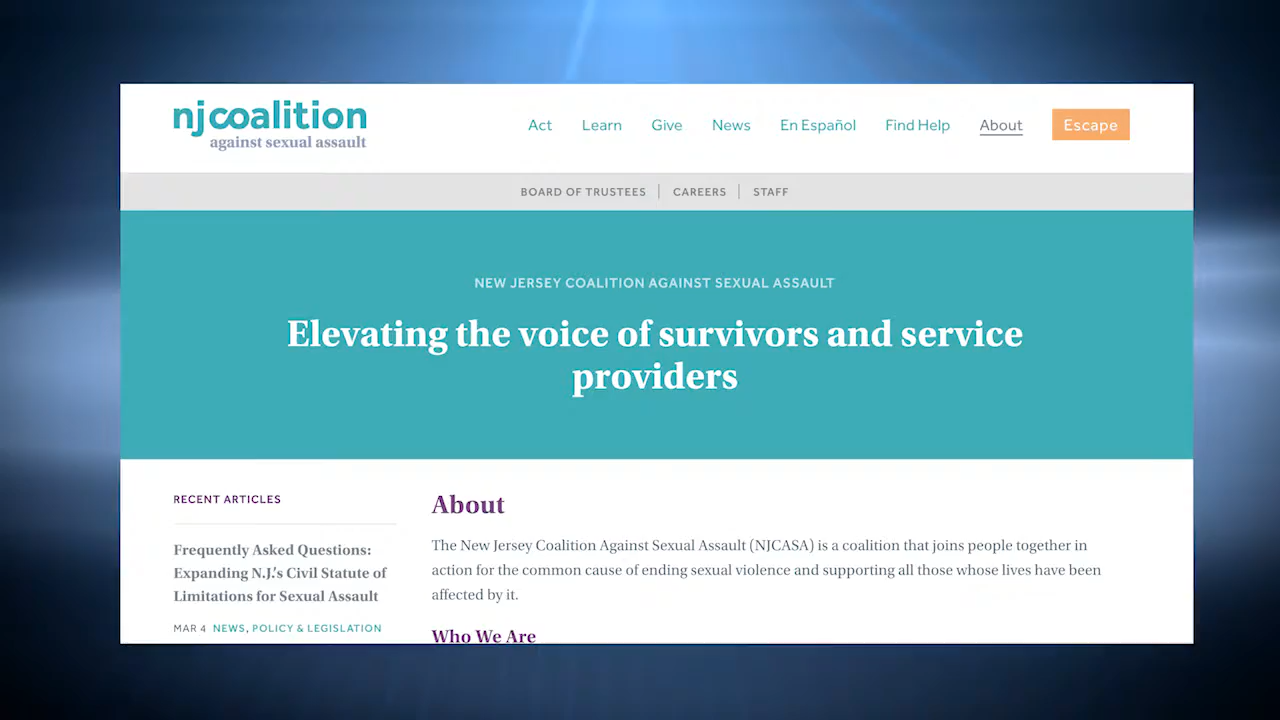 nj coalition
against sexual assault
Act Learn Give News En Español Find Help About Escape
BOARD OF TRUSTEES | CAREERS | STAFF
NEW JERSEY COALITION AGAINST SEXUAL ASSAULT
Elevating the voice of survivors and service
providers
RECENT ARTICLES
Frequently Asked Questions:
Expanding N.J.'s Civil Statute of
Limitations for Sexual Assault
MAR 4 NEWS, POLICY & LEGISLATION
About
The New Jersey Coalition Against Sexual Assault (NJCASA) is a coalition that joins people together in
action for the common cause of ending sexual violence and supporting all those whose lives have been
affected by it.
Who We Are